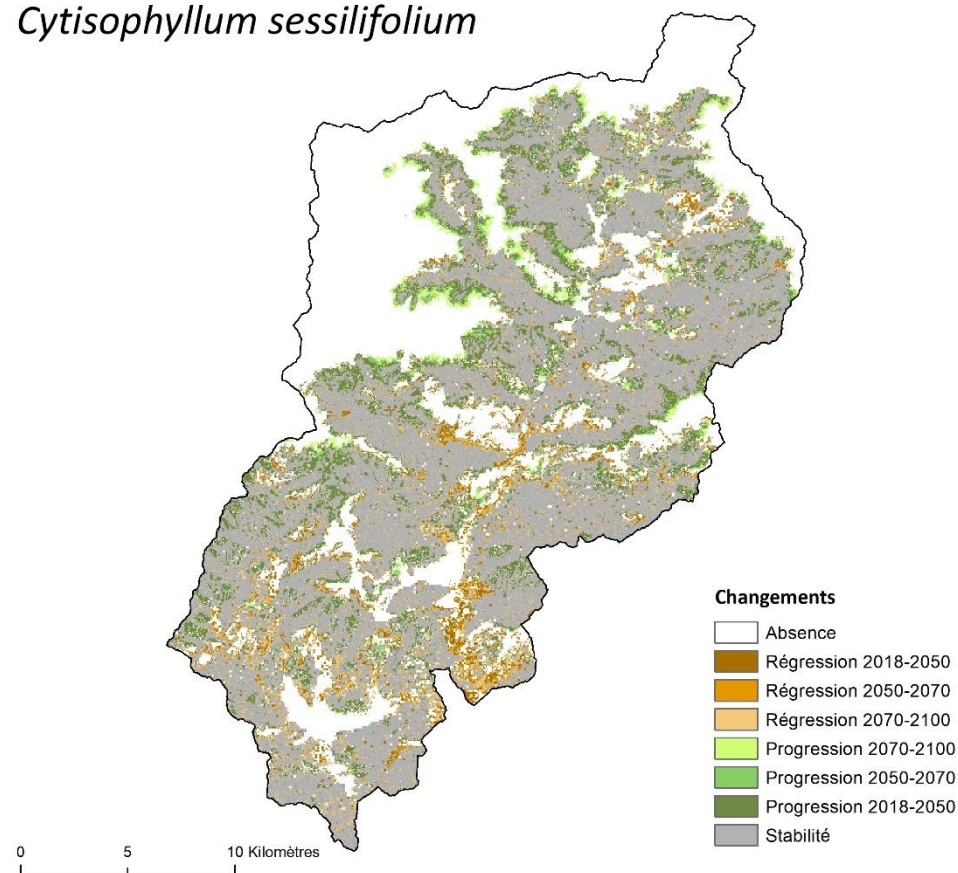 Cytisophyllum sessilifolium
Changements
Absence
Régression 2018-2050
Régression 2050-2070
Régression 2070-2100
Progression 2070-2100
Progression 2050-2070
Progression 2018-2050
Stabilité
0 5 10 Kilomètres